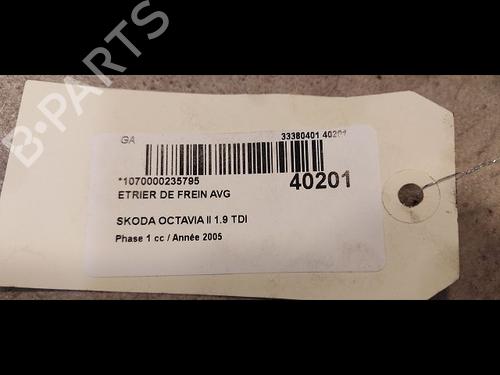 B-PARTS
GA 33380401 40201
*1070000235795 40201
ETRIER DE FREIN AVG
SKODA OCTAVIA II 1.9 TDI
Phase 1 cc / Année 2005